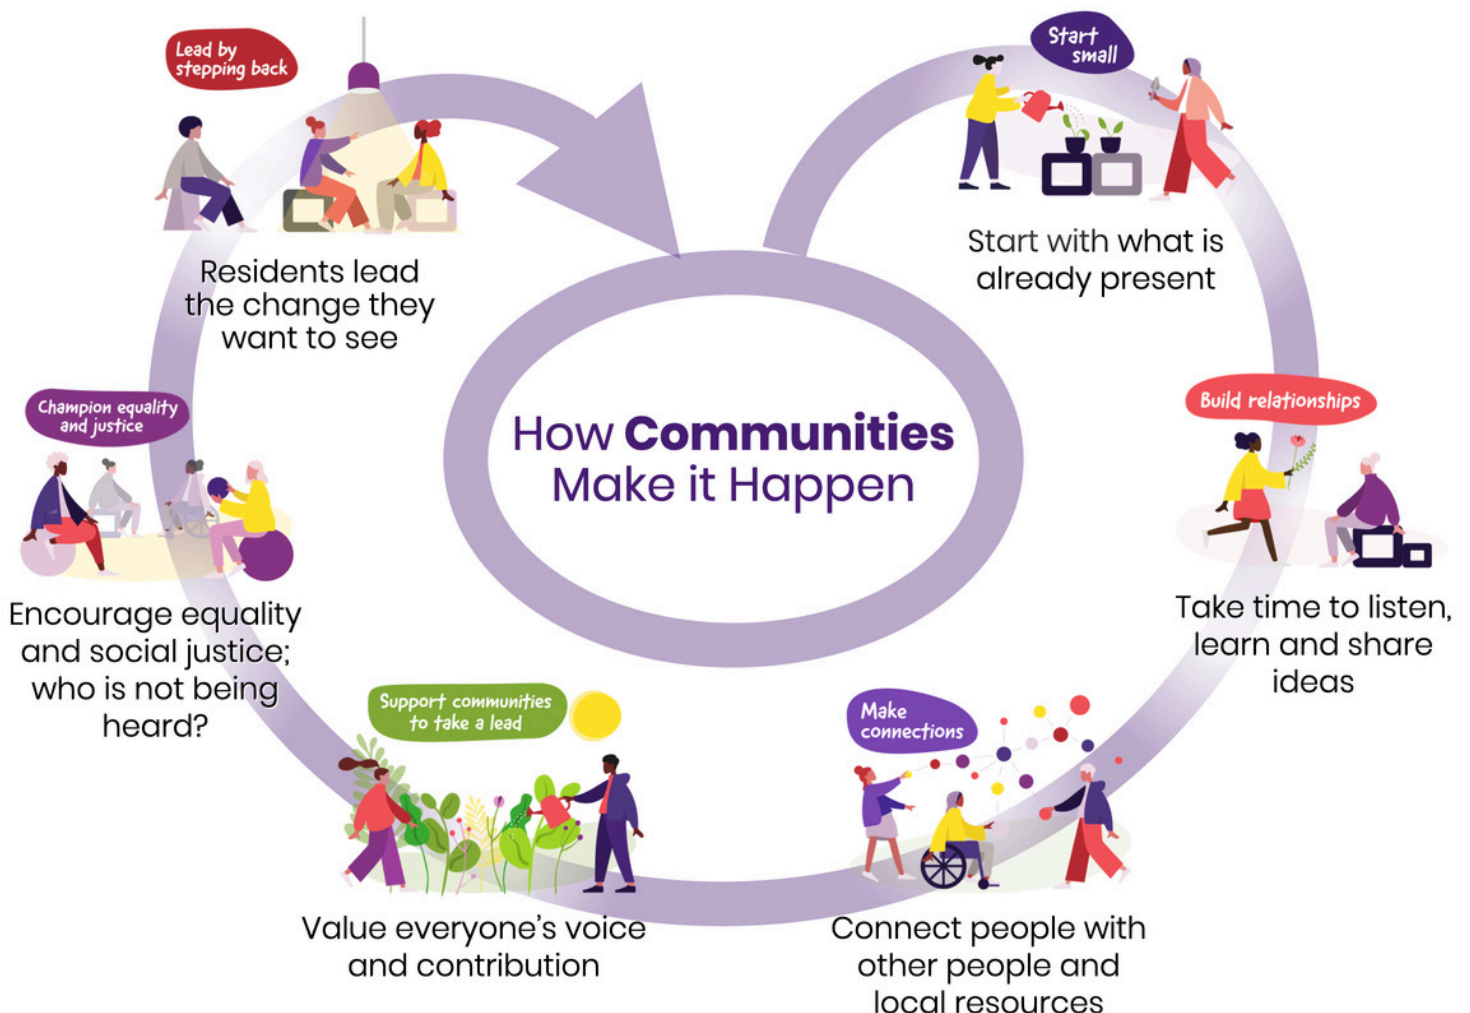 How Communities
Make it Happen
Start
small
Start with what is
already present
Build relationships
Take time to listen,
learn and share
ideas
Make
connections
Connect people with
other people and
local resources
Support communities
to take a lead
Value everyone’s voice
and contribution
Champion equality
and justice
Encourage equality
and social justice;
who is not being
heard?
Lead by
stepping back
Residents lead
the change they
want to see